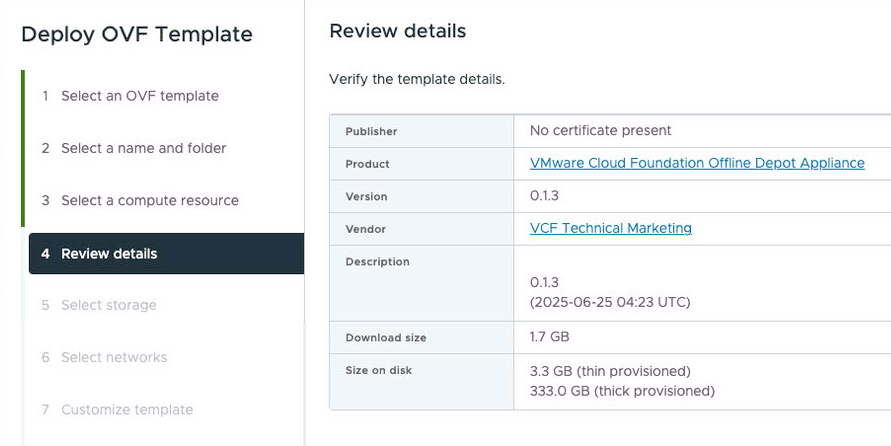 Deploy OVF Template
1 Select an OVF template
2 Select a name and folder
3 Select a compute resource
4 Review details
5 Select storage
6 Select networks
7 Customize template
Review details
Verify the template details.
Publisher No certificate present
Product VMware Cloud Foundation Offline Depot Appliance
Version 0.1.3
Vendor VCF Technical Marketing
Description
0.1.3
(2025-06-25 04:23 UTC)
Download size 1.7 GB
Size on disk 3.3 GB (thin provisioned)
333.0 GB (thick provisioned)